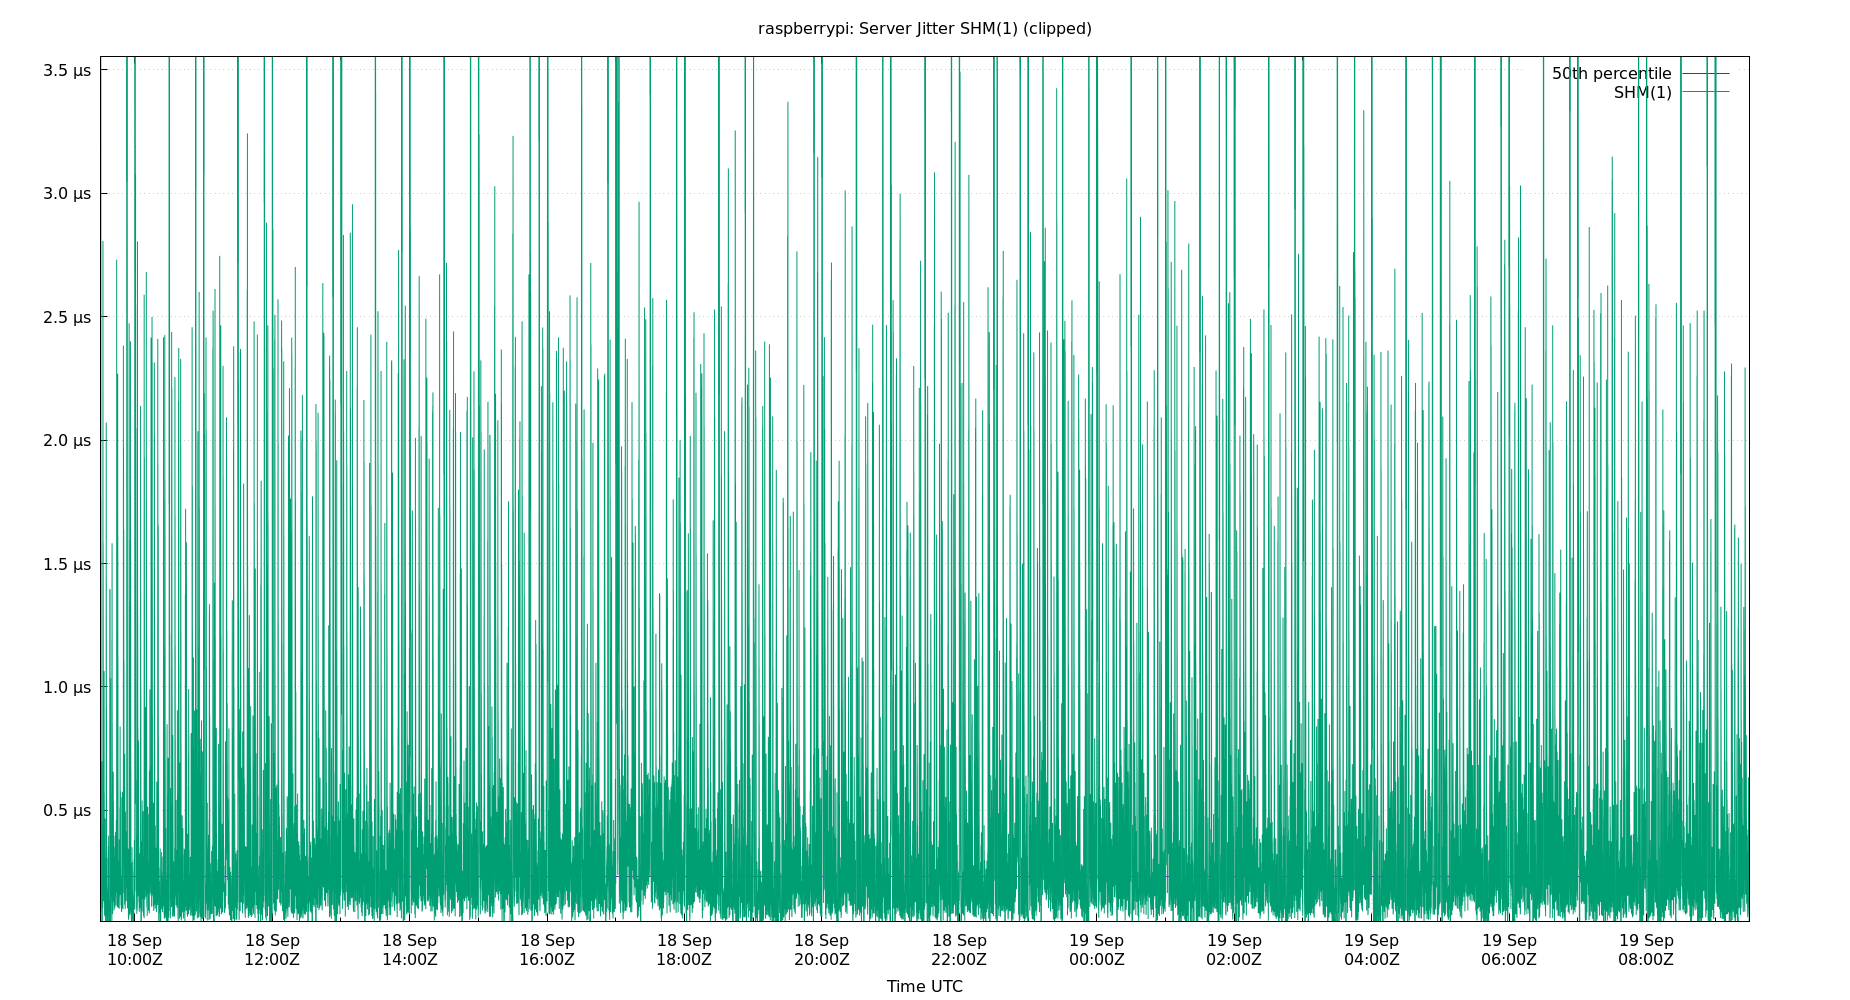 raspberrypi: Server Jitter SHM(1) (clipped)
3.5 μs
3.0 μs
2.5 μs
2.0 μs
1.5 μs
1.0 μs
0.5 μs
50th percentile
SHM(1)
18 Sep 18 Sep 18 Sep 18 Sep 18 Sep 18 Sep 18 Sep 19 Sep 19 Sep 19 Sep 19 Sep 19 Sep
10:00Z 12:00Z 14:00Z 16:00Z 18:00Z 20:00Z 22:00Z 00:00Z 02:00Z 04:00Z 06:00Z 08:00Z
Time UTC